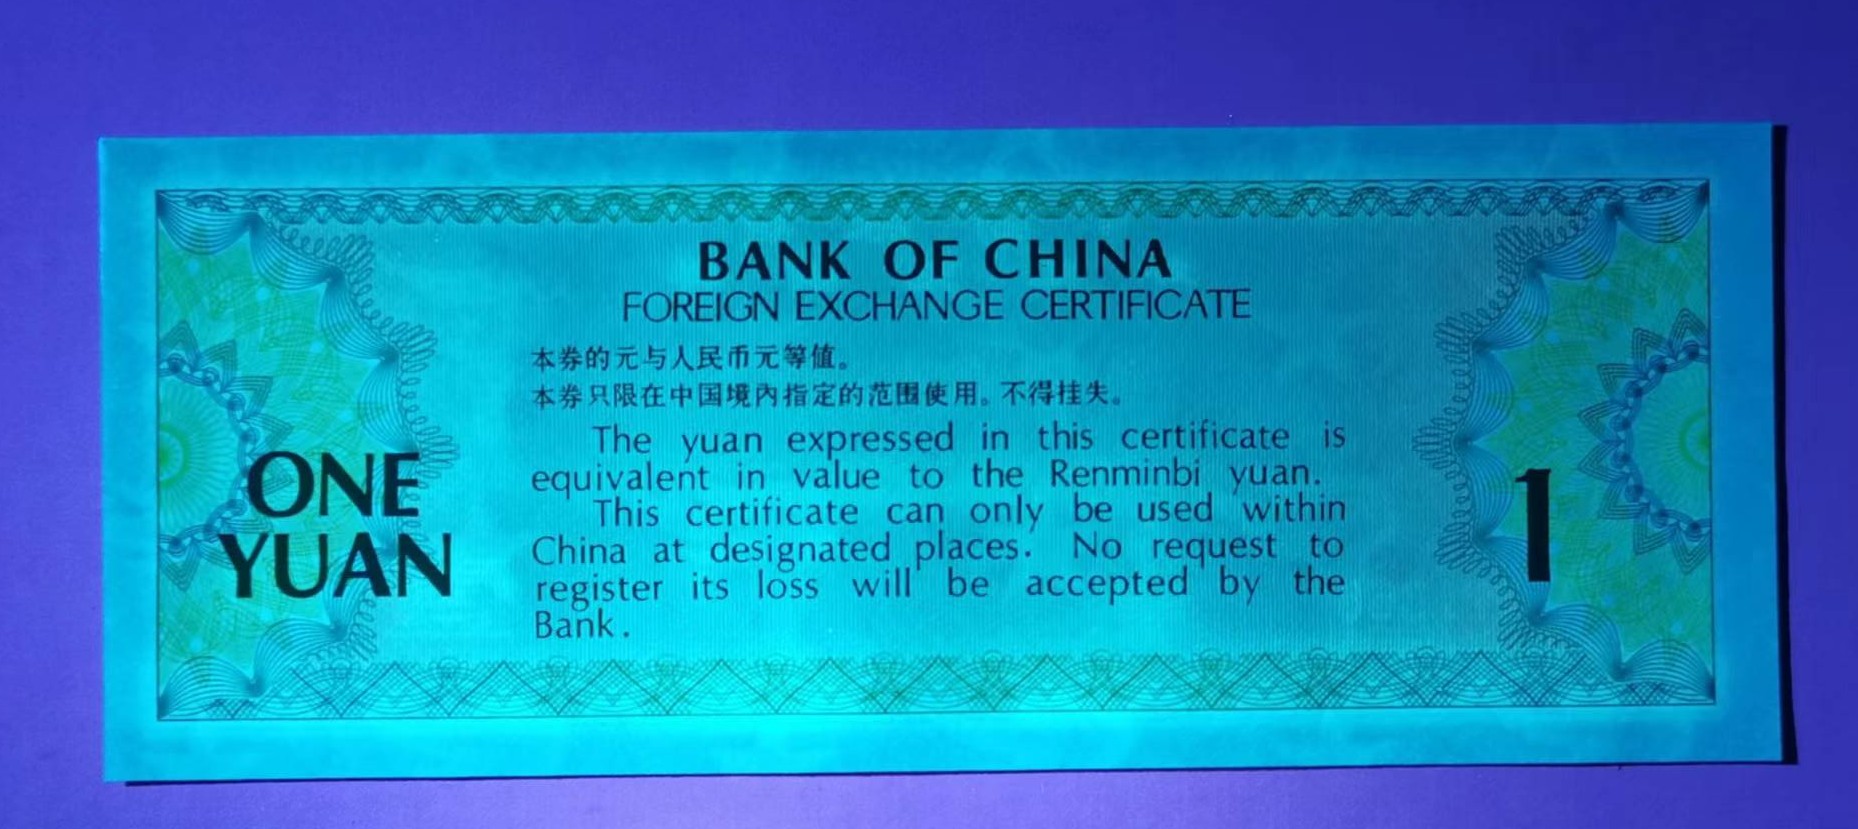 BANK OF CHINA
FOREIGN EXCHANGE CERTIFICATE
本券的元与人民币元等值。
本券只限在中国境内指定的范围使用。不得挂失。
The yuan expressed in this certificate is
equivalent in value to the Renminbi yuan.
This certificate can only be used within
China at designated places. No request to
register its loss will be accepted by the
Bank.
ONE
YUAN
1